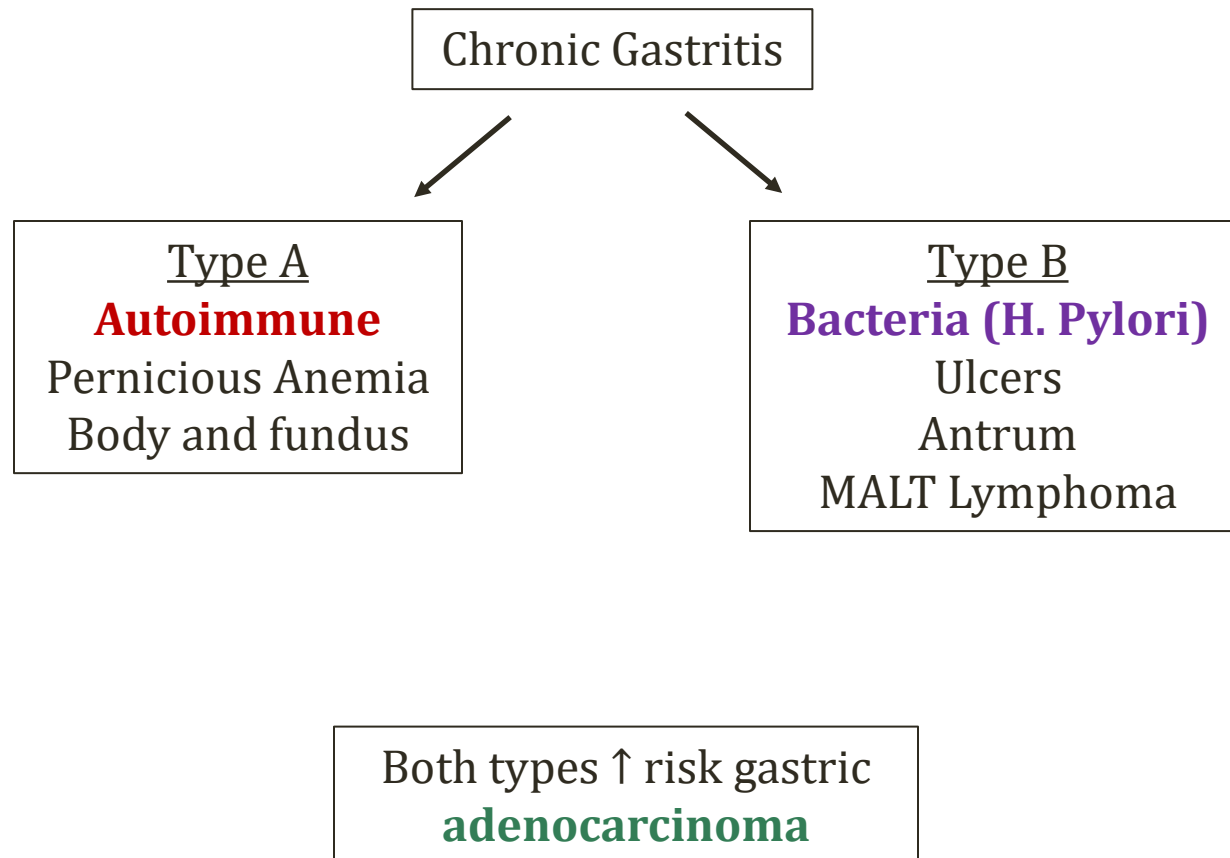 Chronic Gastritis
Type A
Autoimmune
Pernicious Anemia
Body and fundus
Type B
Bacteria (H. Pylori)
Ulcers
Antrum
MALT Lymphoma
Both types ↑ risk gastric
adenocarcinoma